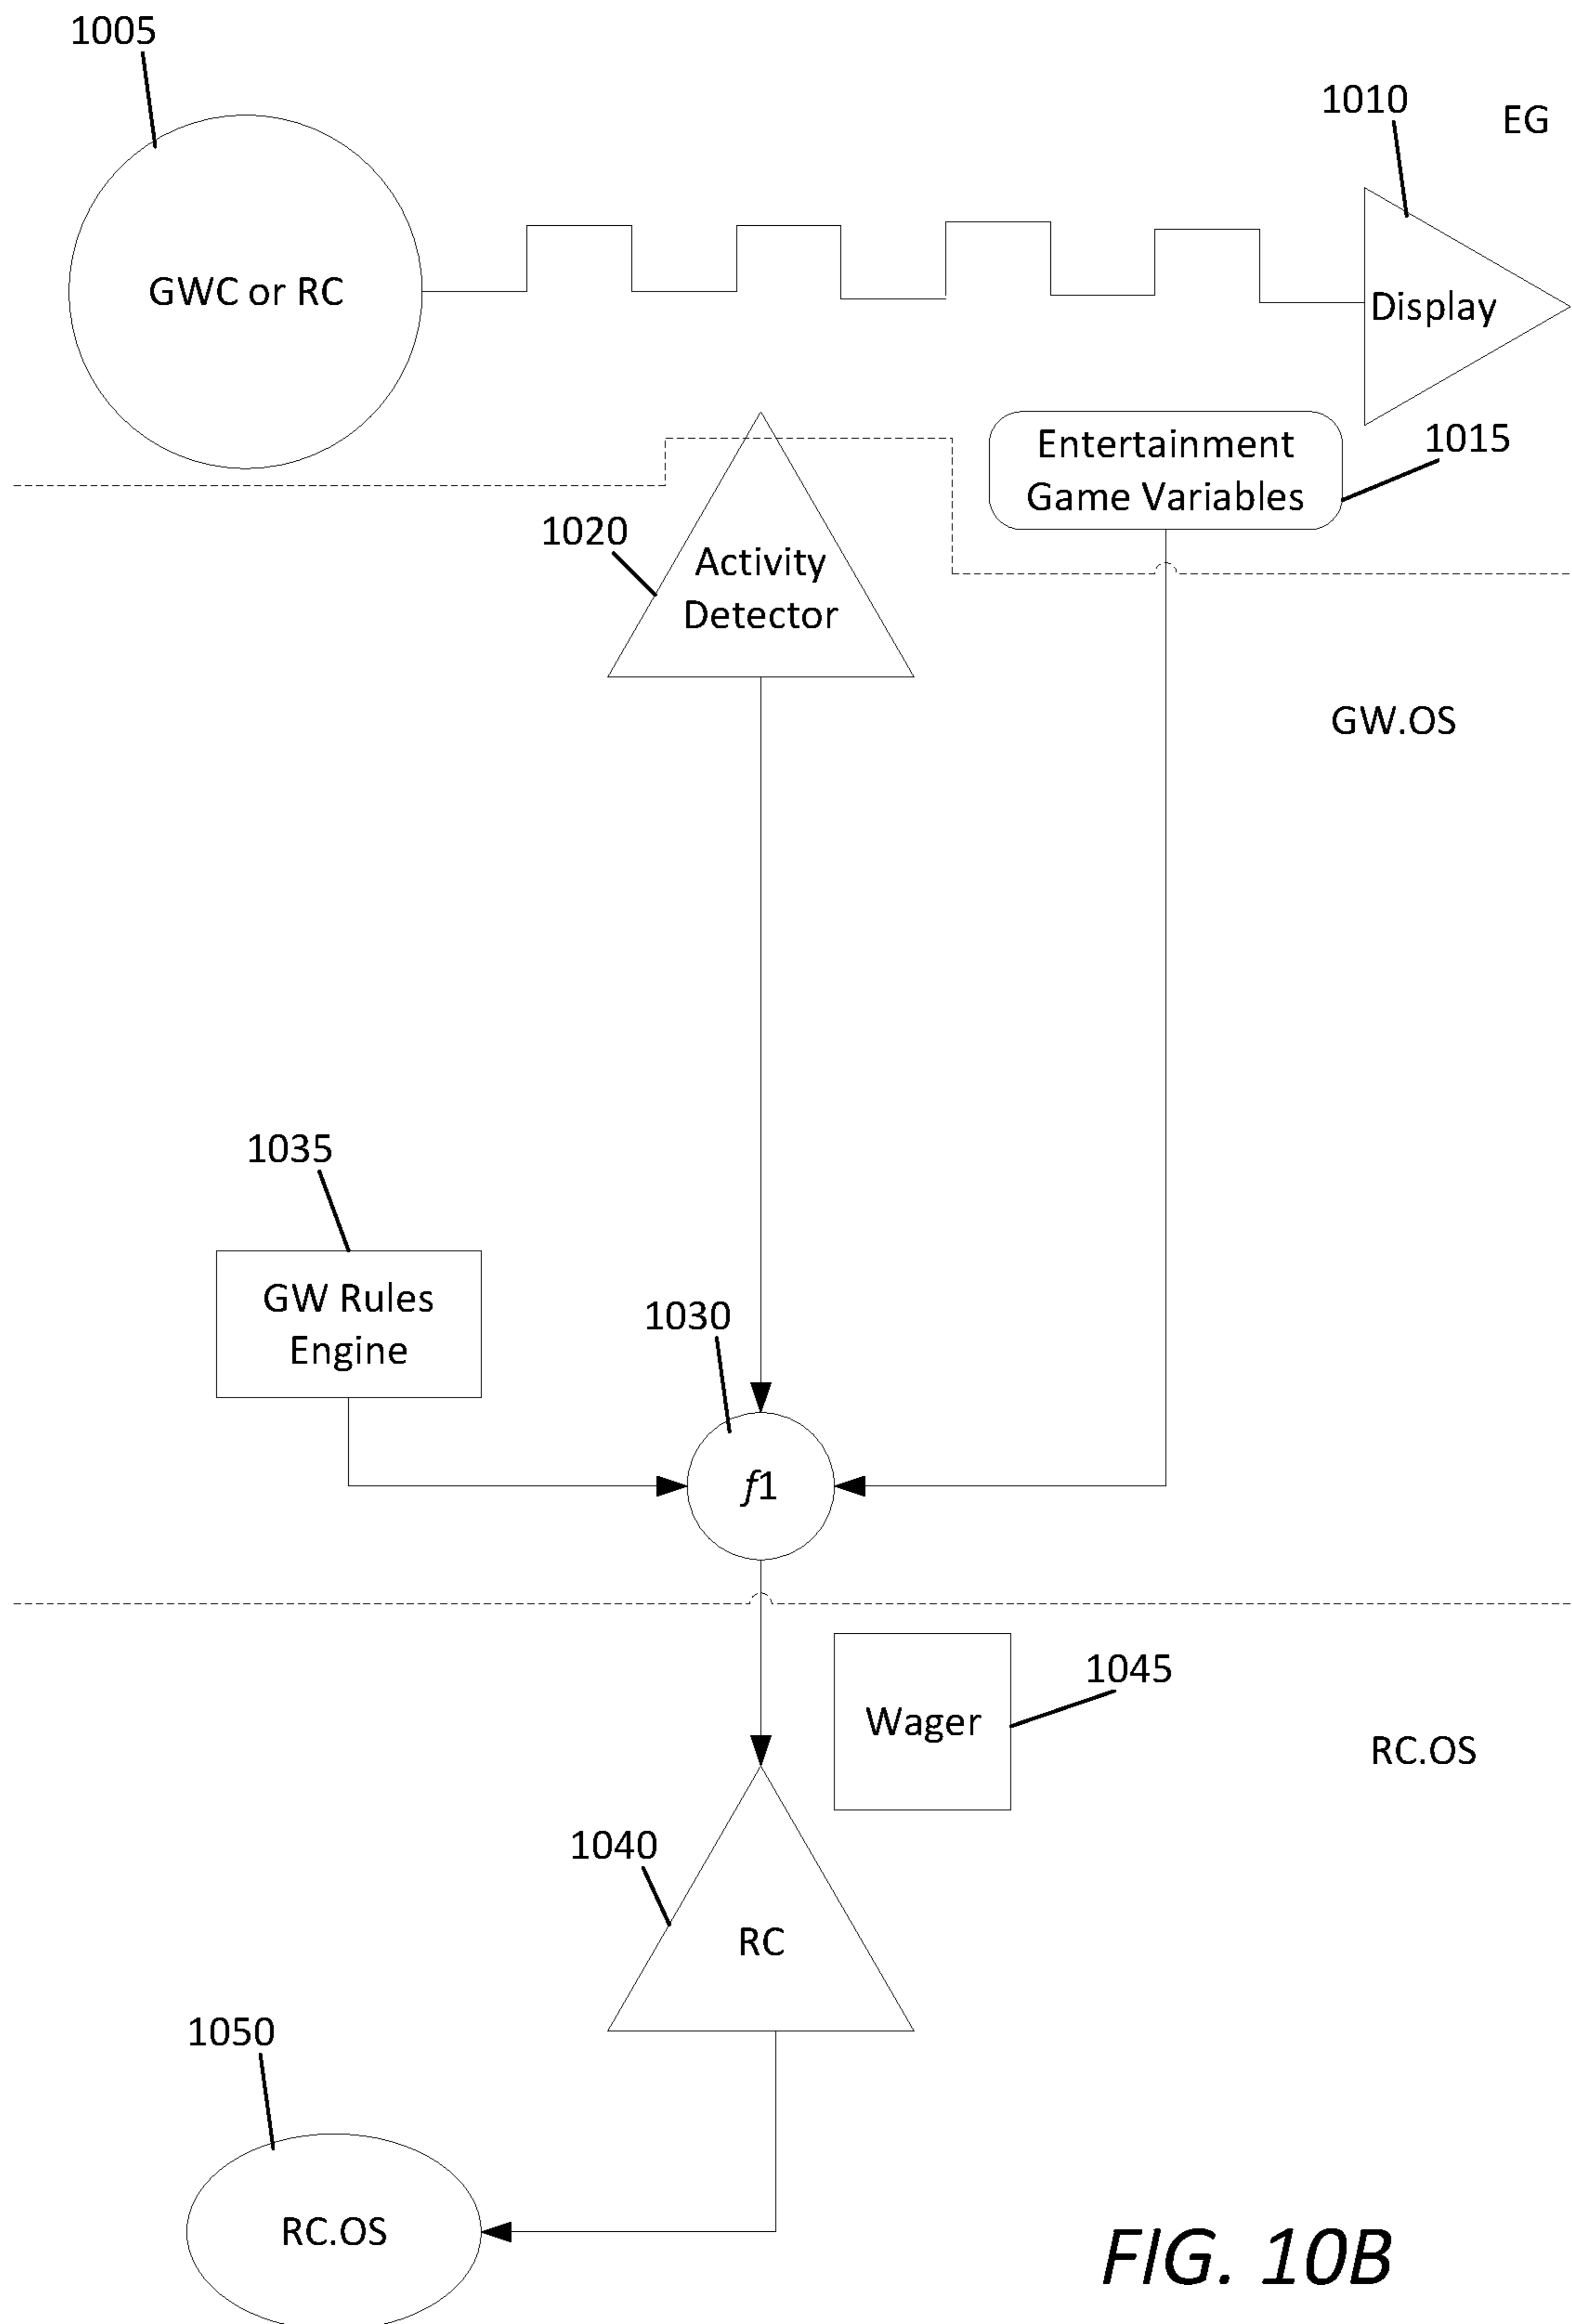 1005
1010
EG
GWC or RC
Display
Entertainment
Game Variables
1015
1020
Activity
Detector
GW.OS
1035
GW Rules
Engine
1030
f1
Wager
1045
RC.OS
1040
RC
1050
RC.OS
FIG. 10B